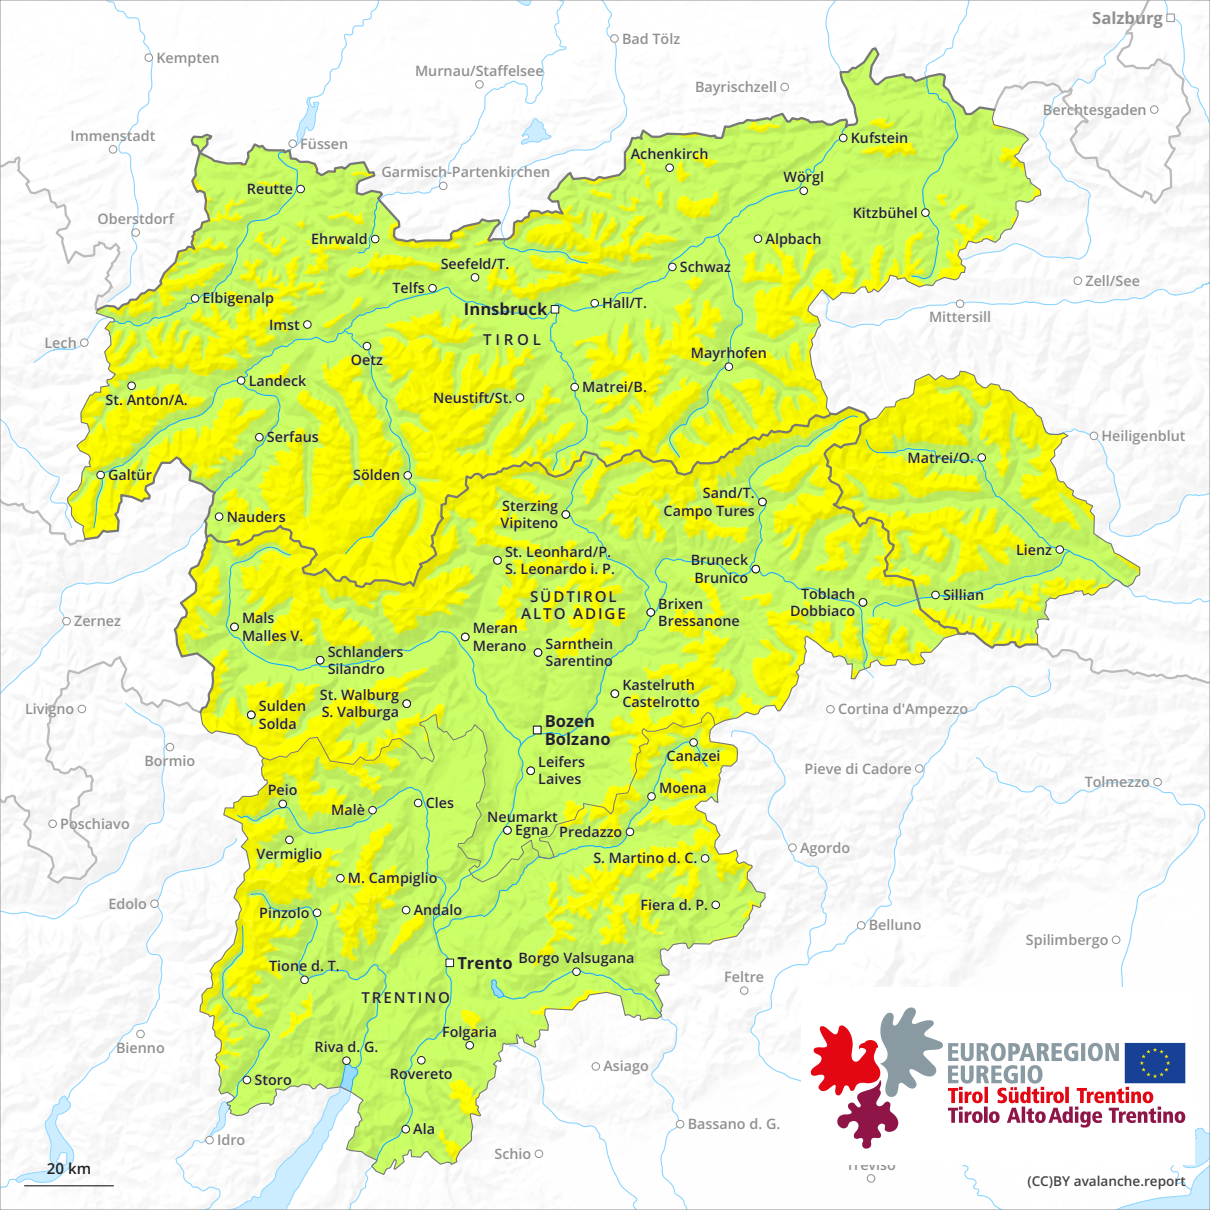 Salzburg
Bad Tölz
Kempten
Murnau/Staffelsee
Bayrischzell
Berchtesgaden
Immenstadt
Füssen
Kufstein
Achenkirch
Garmisch-Partenkirchen
Wörgl
Reutte
Oberstdorf
Kitzbühel
Ehrwald
Alpbach
Seefeld/T.
Schwaz
Zell/See
Telfs
Elbigenalp
Hall/T.
Innsbruck
Mittersill
Imst
TIROL
Lech
Oetz
Mayrhofen
Landeck
Matrei/B.
St. Anton/A.
Neustift/St.
Serfaus
Heiligenblut
Matrei/O.
Galtür
Sölden
Sand/T.
Campo Tures
Sterzing
Vipiteno
Nauders
Lienz
St. Leonhard/P.
S. Leonardo i. P.
Bruneck
Brunico
SÜDTIROL
ALTO ADIGE
Toblach
Dobbiaco
Sillian
Brixen
Bressanone
Zernez
Mals
Malles V.
Meran
Merano
Sarnthein
Sarentino
Schlanders
Silandro
Kastelruth
Castelrotto
St. Walburg
S. Valburga
Livigno
Sulden
Solda
Cortina d'Ampezzo
Bozen
Bolzano
Bormio
Canazei
Leifers
Laives
Pieve di Cadore
Tolmezzo
Peio
Moena
Malè
Cles
Neumarkt
Egna
Poschiavo
Predazzo
Vermiglio
Agordo
S. Martino d. C.
M. Campiglio
Edolo
Pinzolo
Andalo
Fiera d. P.
Belluno
Spilimbergo
Trento
Borgo Valsugana
Tione d. T.
Feltre
TRENTINO
Folgaria
Bienno
Riva d. G.
EUROPAREGION
EUREGIO
Tirol Südtirol Trentino
Tirolo Alto Adige Trentino
Asiago
Rovereto
Storo
Ala
Bassano d. G.
Idro
Schio
Treviso
20 km
(CC)BY avalanche.report